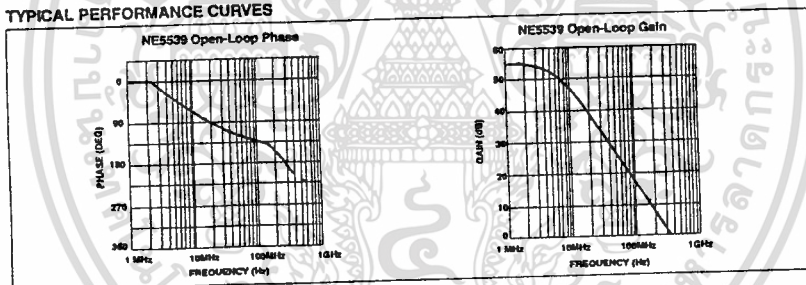 TYPICAL PERFORMANCE CURVES
NE5539 Open-Loop Phase
PHASE (DEG)
0
90
180
270
360
1 MHz
10MHz
100MHz
1GHz
FREQUENCY (Hz)
NE5539 Open-Loop Gain
GAIN (dB)
60
50
40
30
20
10
0
1 MHz
10MHz
100MHz
1GHz
FREQUENCY (Hz)